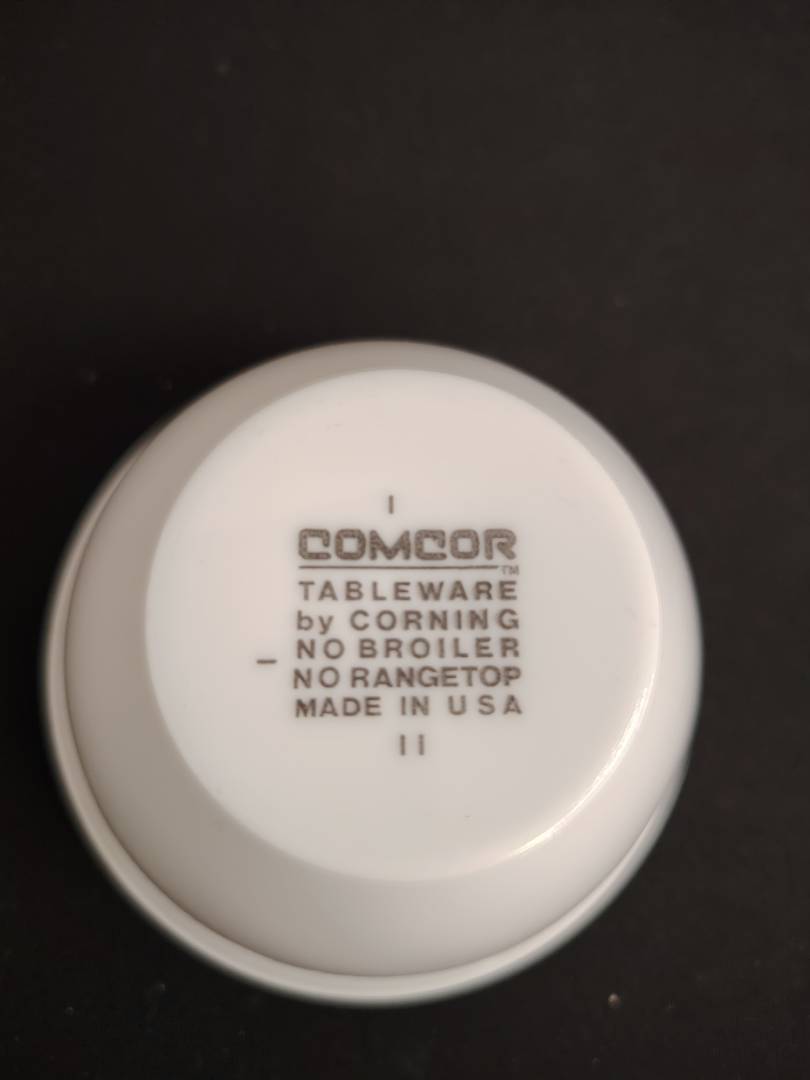 I
COMCOR
TM
TABLEWARE
by CORNING
NO BROILER
– NO RANGETOP
MADE IN USA
II